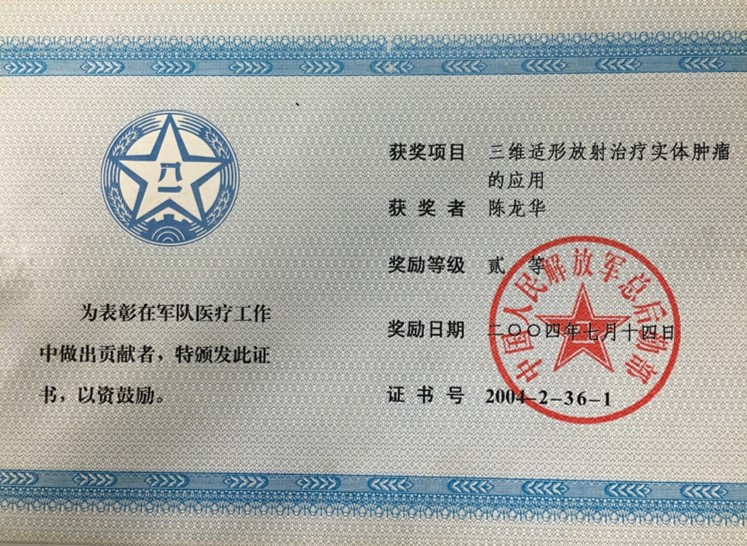 八一
为表彰在军队医疗工作
中做出贡献者，特颁发此证
书，以资鼓励。
获奖项目 三维适形放射治疗实体肿瘤
的应用
获奖者 陈龙华
奖励等级 贰等
奖励日期 二〇〇四年七月十四日
证书号 2004-2-36-1
中国人民解放军总后勤部
八一